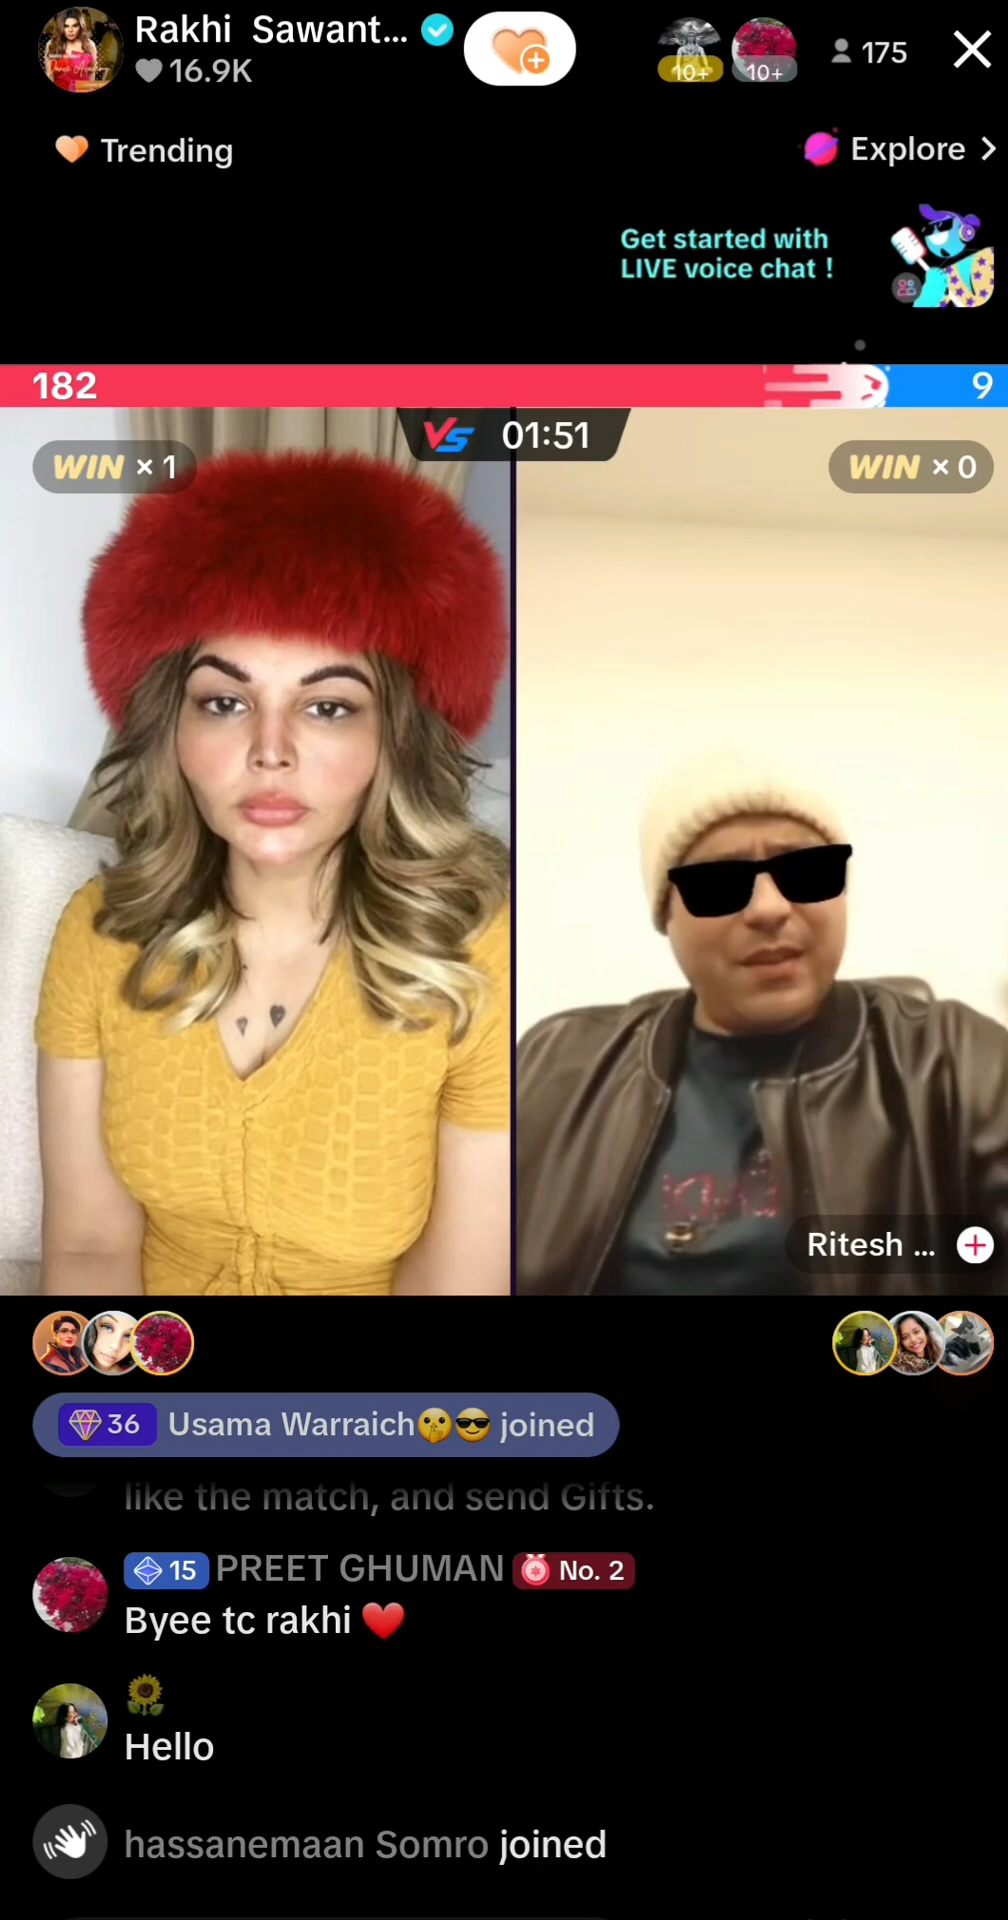 Rakhi Sawant...
16.9K
10+
10+
175
Trending
Explore
Get started with
LIVE voice chat !
182
9
VS 01:51
WIN × 1
WIN × 0
Ritesh ...
36 Usama Warraich🤫😎 joined
like the match, and send Gifts.
15 PREET GHUMAN No. 2
Byee tc rakhi ❤️
🌻
Hello
hassanemaan Somro joined